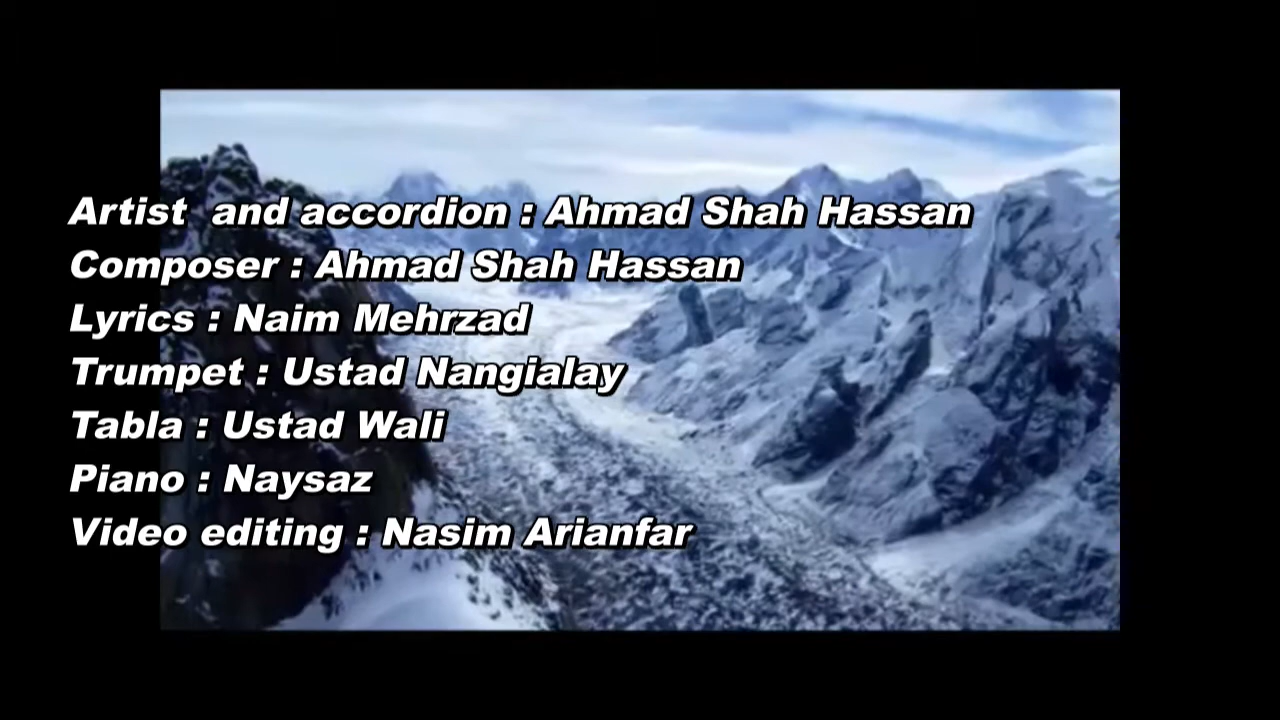 Artist  and accordion : Ahmad Shah Hassan
Composer : Ahmad Shah Hassan
Lyrics : Naim Mehrzad
Trumpet : Ustad Nangialay
Tabla : Ustad Wali
Piano : Naysaz
Video editing : Nasim Arianfar